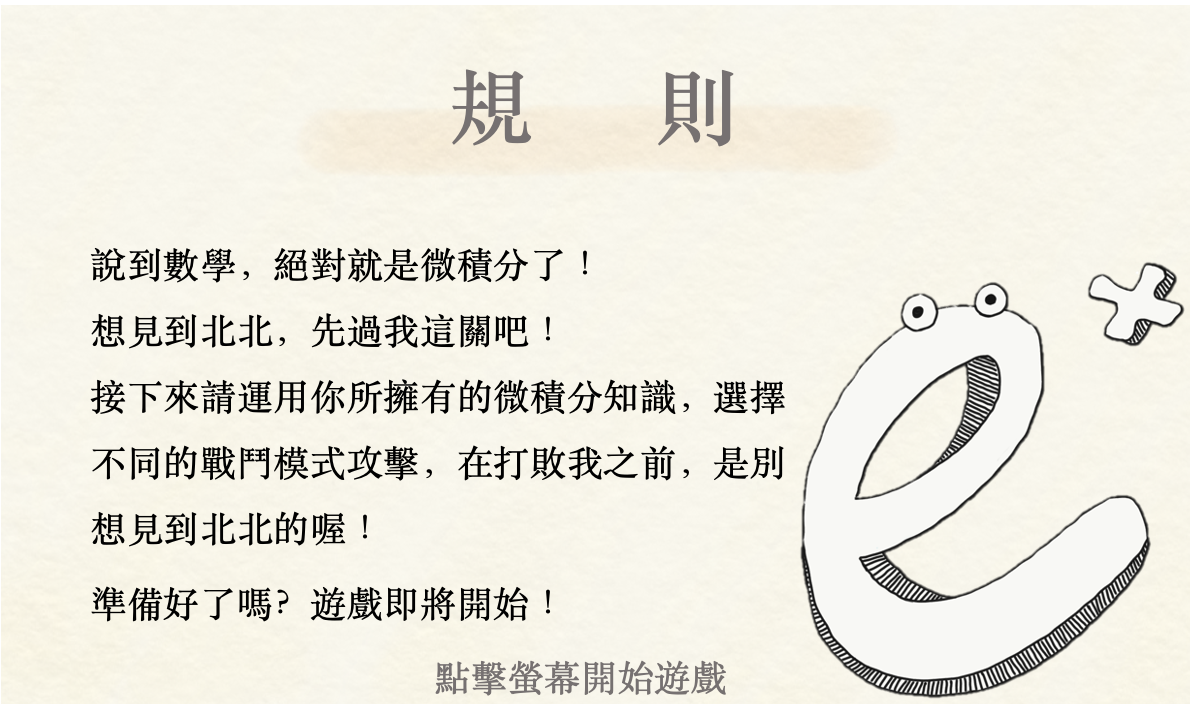 規 則
說到數學，絕對就是微積分了！
想見到北北，先過我這關吧！
接下來請運用你所擁有的微積分知識，選擇
不同的戰鬥模式攻擊，在打敗我之前，是別
想見到北北的喔！
準備好了嗎？遊戲即將開始！
點擊螢幕開始遊戲
e
x